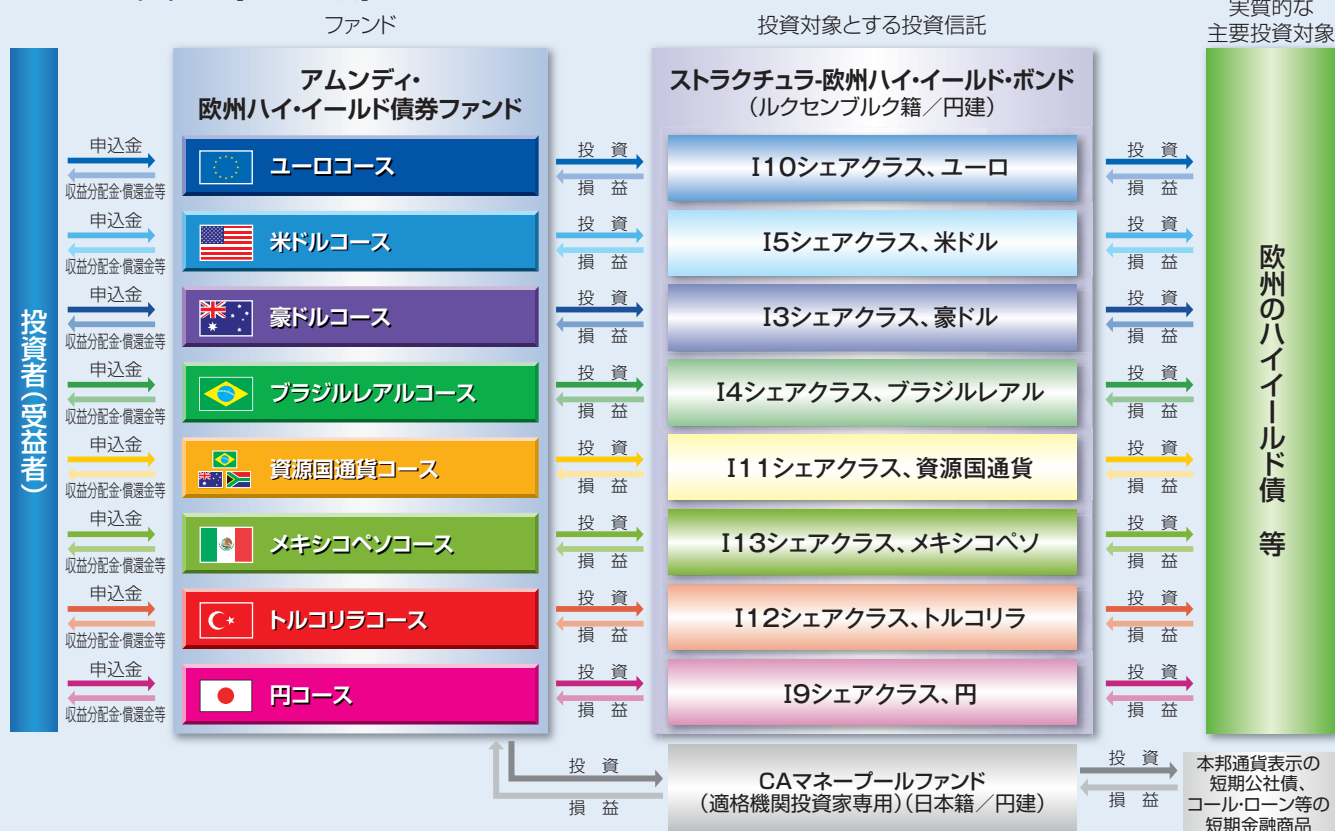 ファンド
投資対象とする投資信託
実質的な
主要投資対象
投資者(受益者)
アムンディ・
欧州ハイ・イールド債券ファンド
ストラクチュラ-欧州ハイ・イールド・ボンド
(ルクセンブルク籍/円建)
欧州のハイイールド債 等
申込金
収益分配金・償還金等
ユーロコース
投 資
損 益
I10シェアクラス、ユーロ
投 資
損 益
申込金
収益分配金・償還金等
米ドルコース
投 資
損 益
I5シェアクラス、米ドル
投 資
損 益
申込金
収益分配金・償還金等
豪ドルコース
投 資
損 益
I3シェアクラス、豪ドル
投 資
損 益
申込金
収益分配金・償還金等
ブラジルレアルコース
投 資
損 益
I4シェアクラス、ブラジルレアル
投 資
損 益
申込金
収益分配金・償還金等
資源国通貨コース
投 資
損 益
I11シェアクラス、資源国通貨
投 資
損 益
申込金
収益分配金・償還金等
メキシコペソコース
投 資
損 益
I13シェアクラス、メキシコペソ
投 資
損 益
申込金
収益分配金・償還金等
トルコリラコース
投 資
損 益
I12シェアクラス、トルコリラ
投 資
損 益
申込金
収益分配金・償還金等
円コース
投 資
損 益
I9シェアクラス、円
投 資
損 益
投 資
損 益
CAマネープールファンド
(適格機関投資家専用)(日本籍/円建)
投 資
損 益
本邦通貨表示の
短期公社債、
コール・ローン等の
短期金融商品